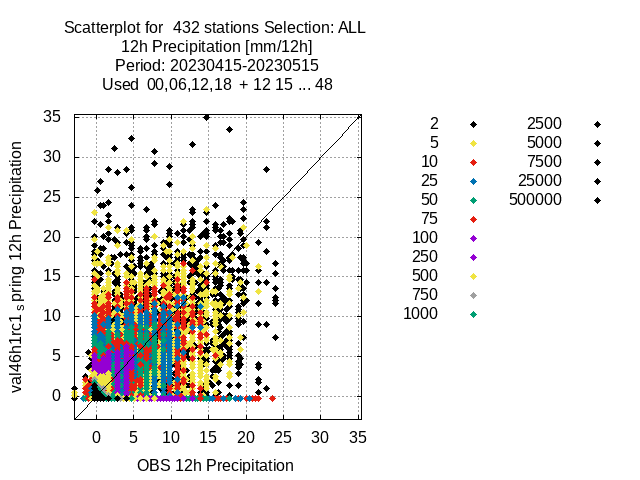 Scatterplot for  432 stations Selection: ALL
12h Precipitation [mm/12h]
Period: 20230415-20230515
Used  00,06,12,18  + 12 15 ... 48
35
30
25
20
15
10
5
0
val46h1rc1 s pring 12h Precipitation
0 5 10 15 20 25 30 35
OBS 12h Precipitation
2 2500
5 5000
10 7500
25 25000
50 500000
75
100
250
500
750
1000